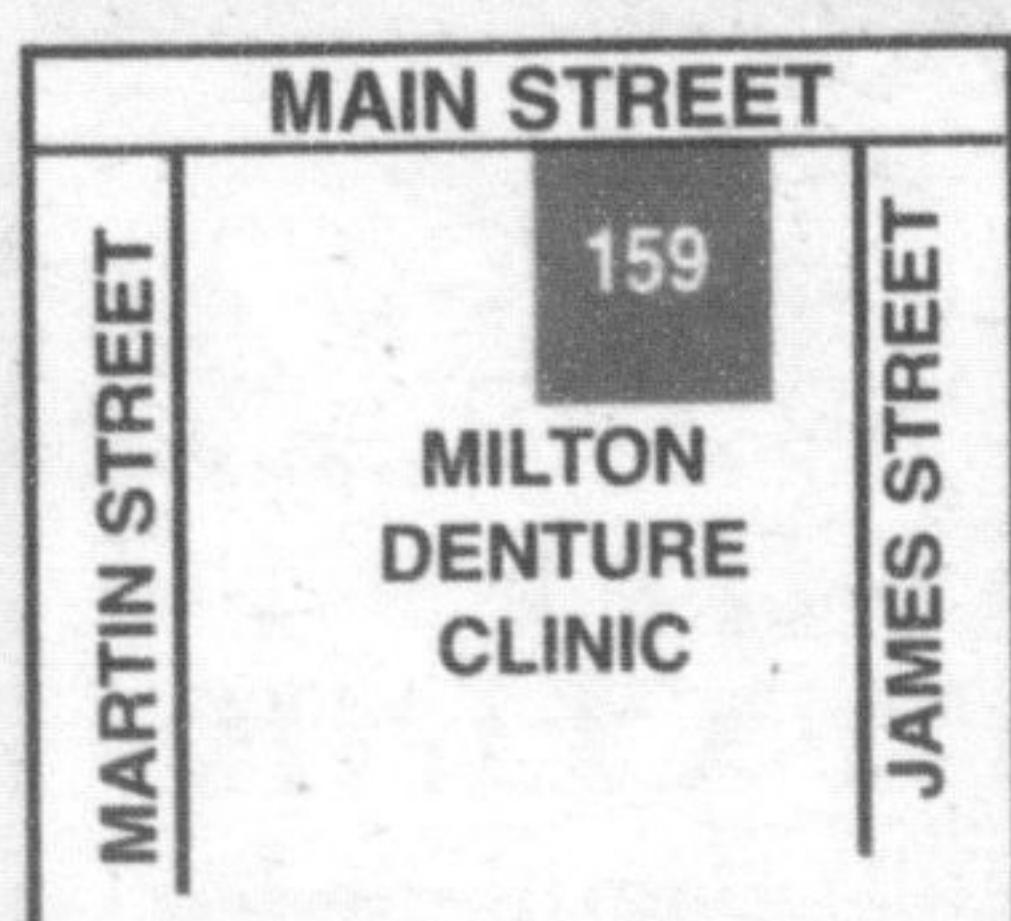 MAIN STREET
MARTIN STREET
159
MILTON
DENTURE
CLINIC
JAMES STREET